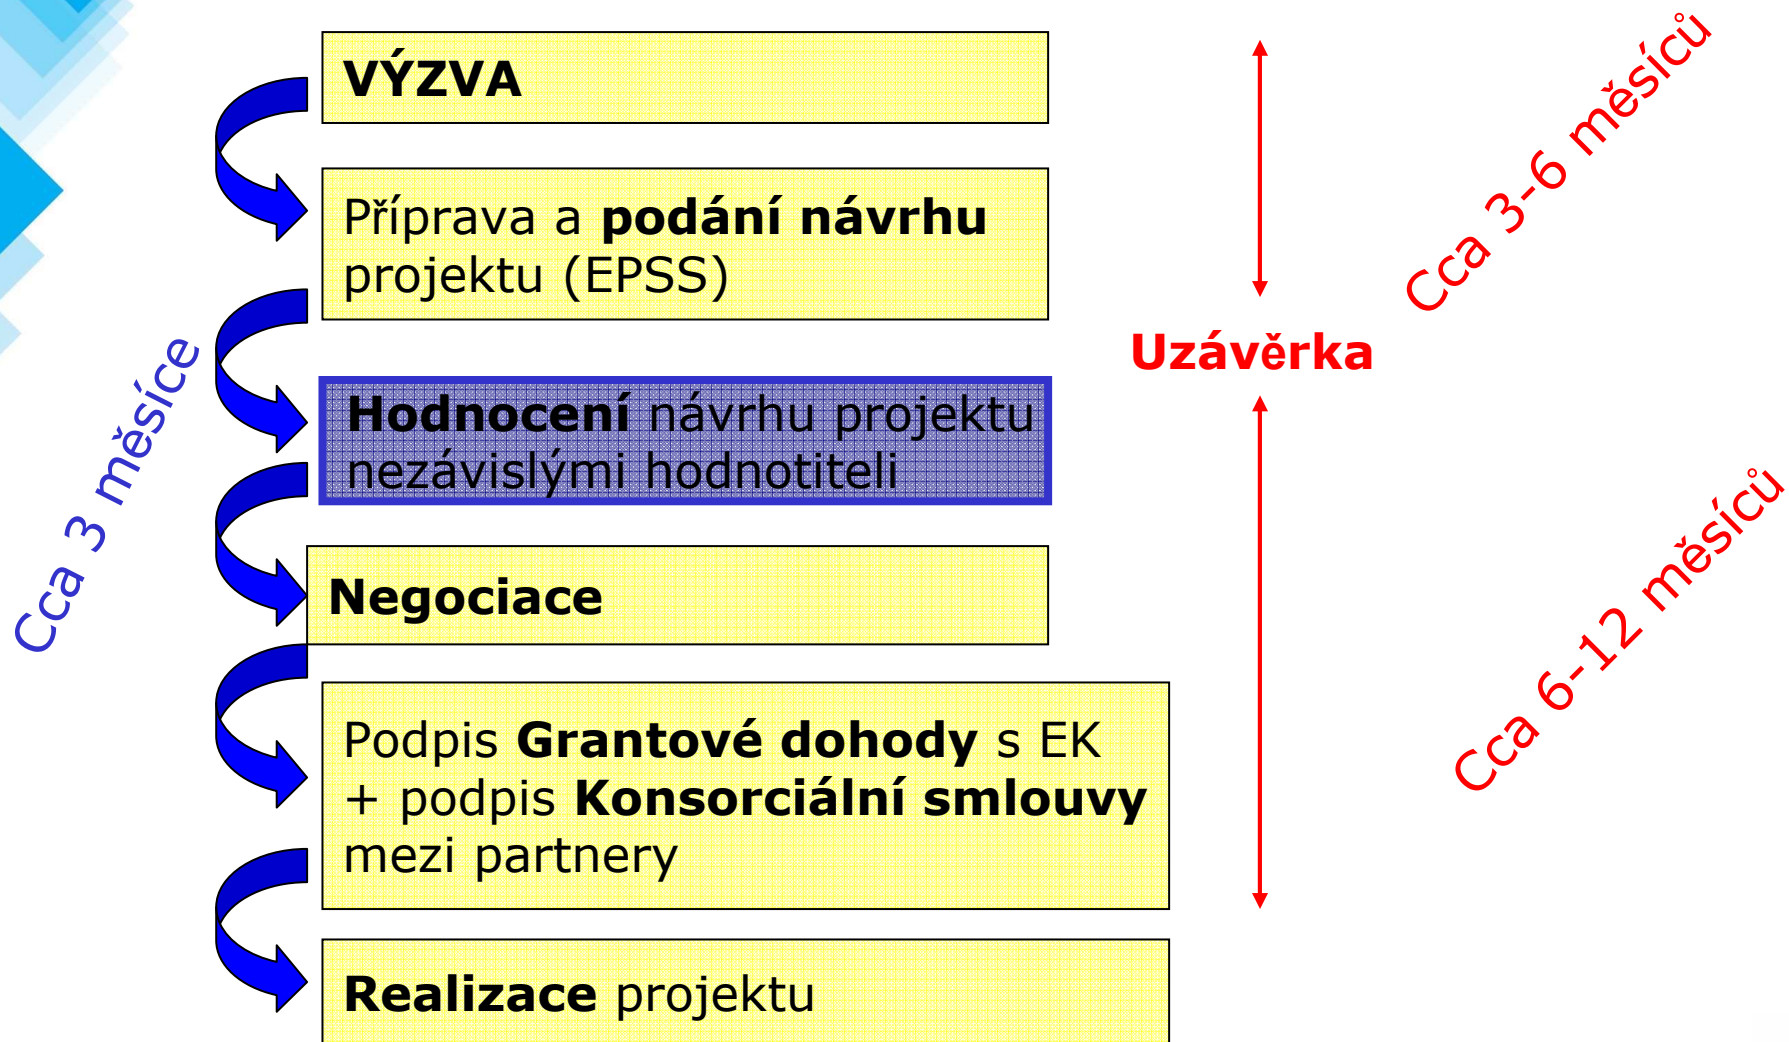 VÝZVA
Cca 3-6 měsíců
Příprava a podání návrhu
projektu (EPSS)
Uzávěrka
Cca 3 měsíce
Hodnocení návrhu projektu
nezávislými hodnotiteli
Negociace
Cca 6-12 měsíců
Podpis Grantové dohody s EK
+ podpis Konsorciální smlouvy
mezi partnery
Realizace projektu